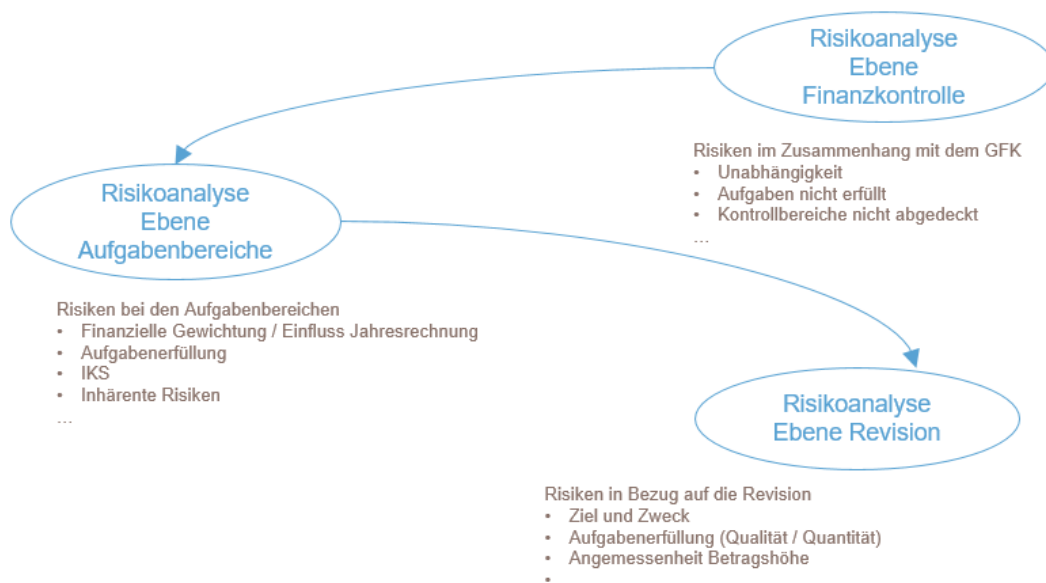 Risikoanalyse
Ebene
Finanzkontrolle
Risiken im Zusammenhang mit dem GFK
• Unabhängigkeit
• Aufgaben nicht erfüllt
• Kontrollbereiche nicht abgedeckt
…
Risikoanalyse
Ebene
Aufgabenbereiche
Risiken bei den Aufgabenbereichen
• Finanzielle Gewichtung / Einfluss Jahresrechnung
• Aufgabenerfüllung
• IKS
• Inhärente Risiken
…
Risikoanalyse
Ebene Revision
Risiken in Bezug auf die Revision
• Ziel und Zweck
• Aufgabenerfüllung (Qualität / Quantität)
• Angemessenheit Betragshöhe
•